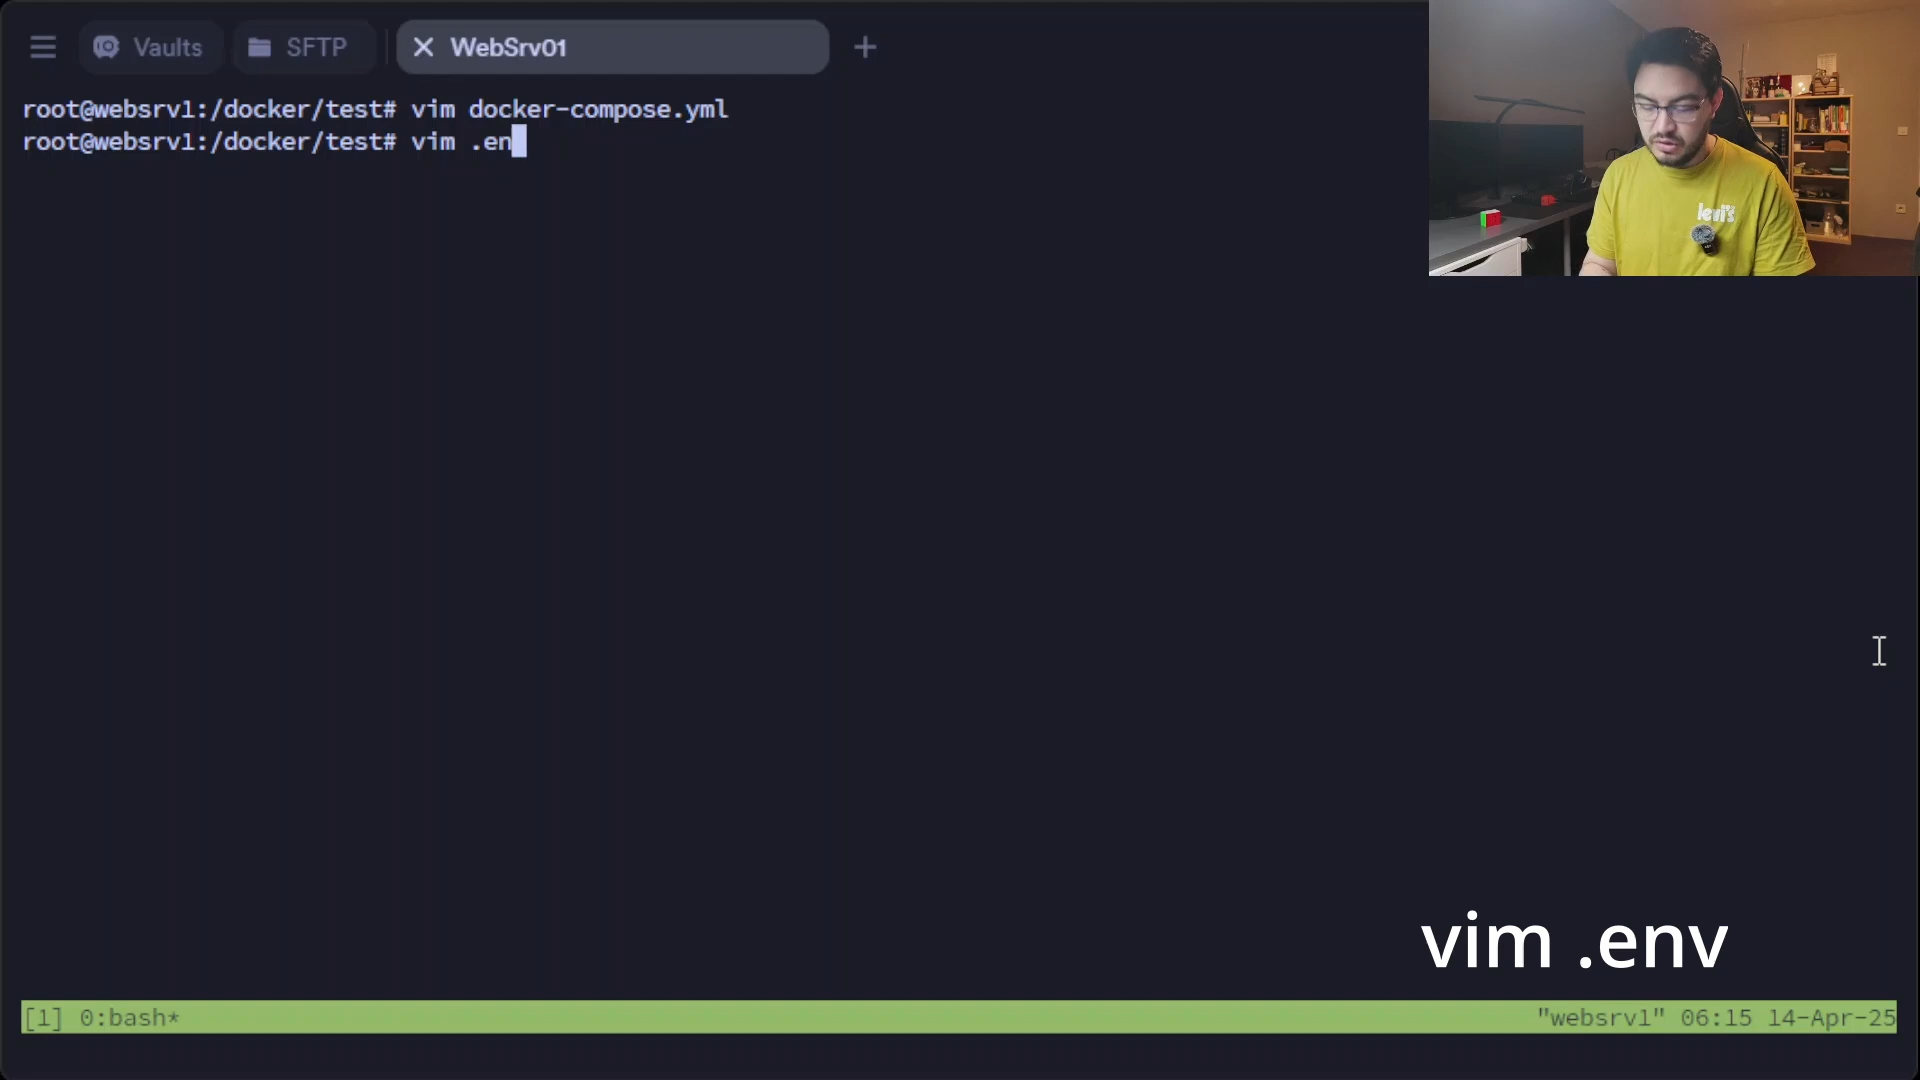 Vaults SFTP WebSrv01
root@websrv1:/docker/test# vim docker-compose.yml
root@websrv1:/docker/test# vim .en
levi's
vim .env
[1] 0:bash* "websrv1" 06:15 14-Apr-25